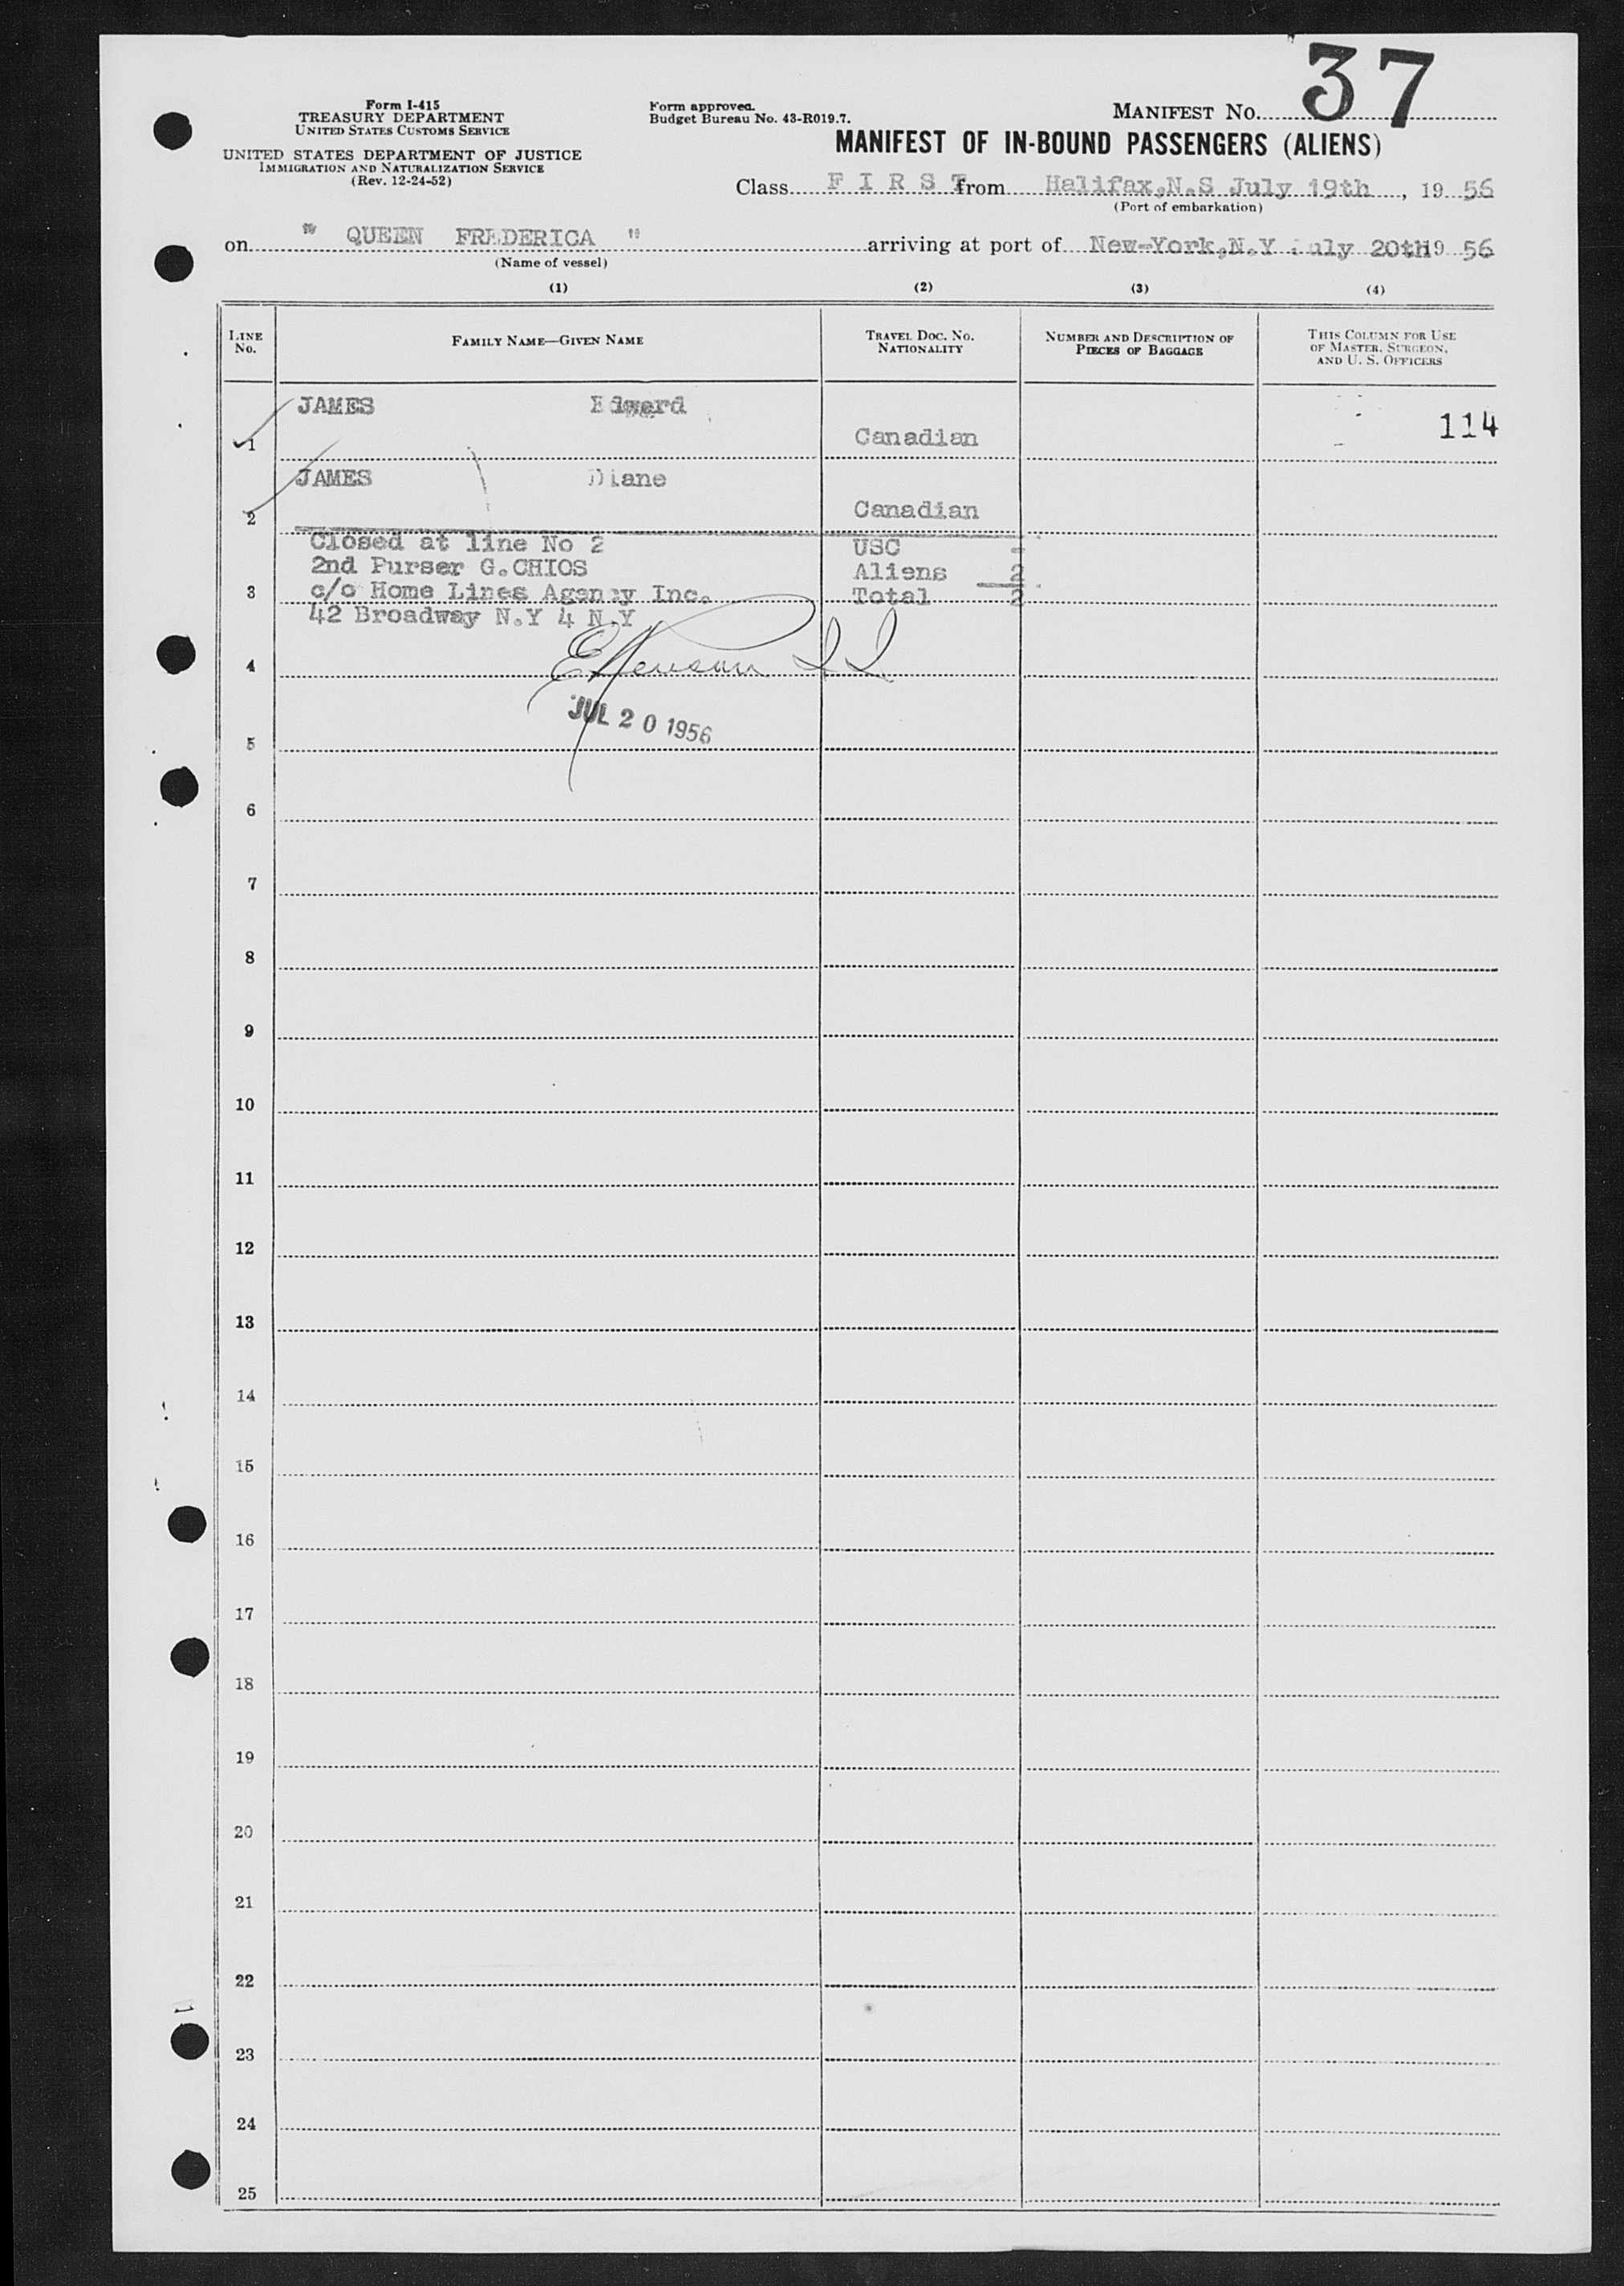 37
Form I-415
TREASURY DEPARTMENT
UNITED STATES CUSTOMS SERVICE
UNITED STATES DEPARTMENT OF JUSTICE
IMMIGRATION AND NATURALIZATION SERVICE
(Rev. 12-24-52)
Form approved.
Budget Bureau No. 43-R019.7.
MANIFEST NO.
MANIFEST OF IN-BOUND PASSENGERS (ALIENS)
Class F I R S T from Halifax,N.S July 19th, 19 56
(Port of embarkation)
on " QUEEN FREDERICA " arriving at port of New-York,N.Y July 20th 19 56
(Name of vessel)
(1) (2) (3) (4)
LINE NO. FAMILY NAME—GIVEN NAME TRAVEL DOC. NO. NATIONALITY NUMBER AND DESCRIPTION OF PIECES OF BAGGAGE THIS COLUMN FOR USE OF MASTER, SURGEON, AND U. S. OFFICERS
JAMES Edward
1 Canadian 114
JAMES Diane
2 Canadian
Closed at line No 2 USC -
2nd Purser G.CHIOS Aliens 2
3 c/o Home Lines Agency Inc. Total 2
42 Broadway N.Y 4 N.Y
4
JUL 20 1956
5
6
7
8
9
10
11
12
13
14
15
16
17
18
19
20
21
22
23
24
25